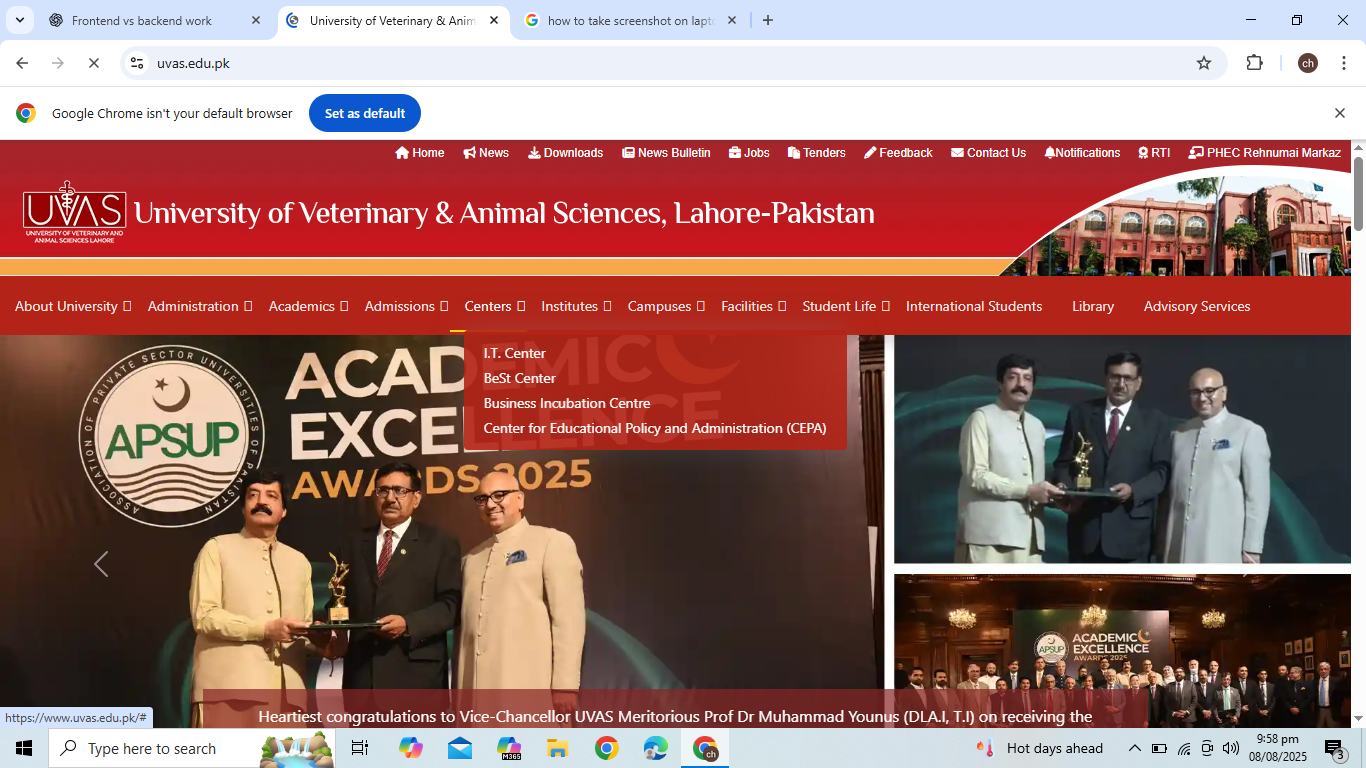 Frontend vs backend work
University of Veterinary & Anim
how to take screenshot on lapto
uvas.edu.pk
ch
Google Chrome isn't your default browser
Set as default
Home News Downloads News Bulletin Jobs Tenders Feedback Contact Us Notifications RTI PHEC Rehnumai Markaz
UVAS
UNIVERSITY OF VETERINARY AND
ANIMAL SCIENCES LAHORE
University of Veterinary & Animal Sciences, Lahore-Pakistan
About University Administration Academics Admissions Centers Institutes Campuses Facilities Student Life International Students Library Advisory Services
I.T. Center
BeSt Center
Business Incubation Centre
Center for Educational Policy and Administration (CEPA)
ASSOCIATION OF PRIVATE SECTOR UNIVERSITIES OF PAKISTAN
APSUP
ACADEMIC
EXCELLENCE
AWARDS 2025
APSUP
ACADEMIC
EXCELLENCE
AWARDS 2025
Heartiest congratulations to Vice-Chancellor UVAS Meritorious Prof Dr Muhammad Younus (DLA.I, T.I) on receiving the
https://www.uvas.edu.pk/#
Type here to search
M365
ch
Hot days ahead
9:58 pm
08/08/2025
3